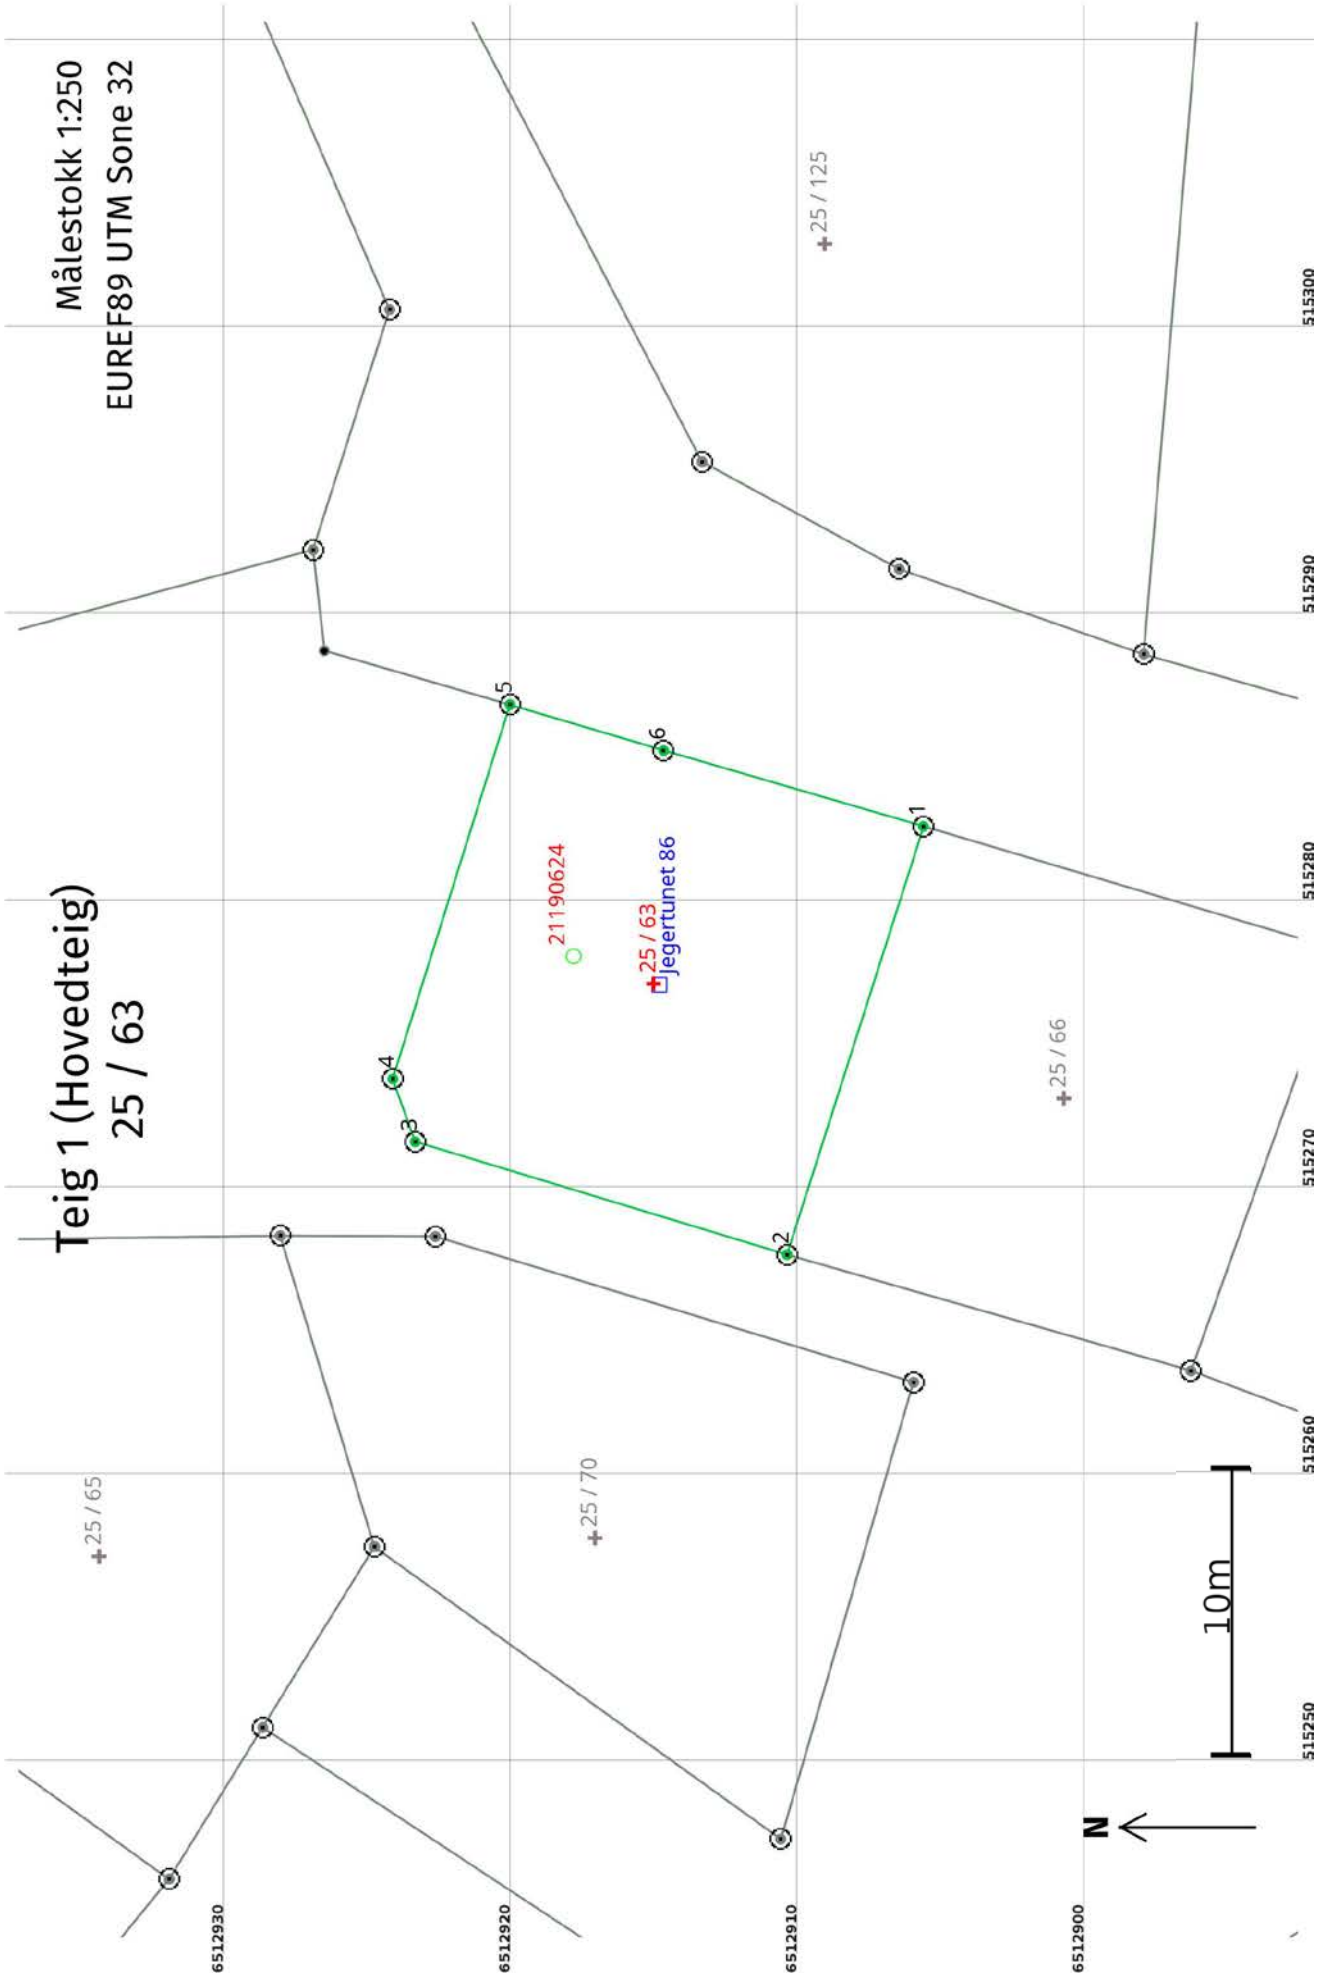 Teig 1 (Hovedteig)
25 / 63
Målestokk 1:250
EUREF89 UTM Sone 32
6512930
6512920
6512910
6512900
25 / 65
25 / 70
25 / 66
25 / 125
21190624
25 / 63
Jegertunet 86
1
2
3
4
5
6
N
10m
515250
515260
515270
515280
515290
515300